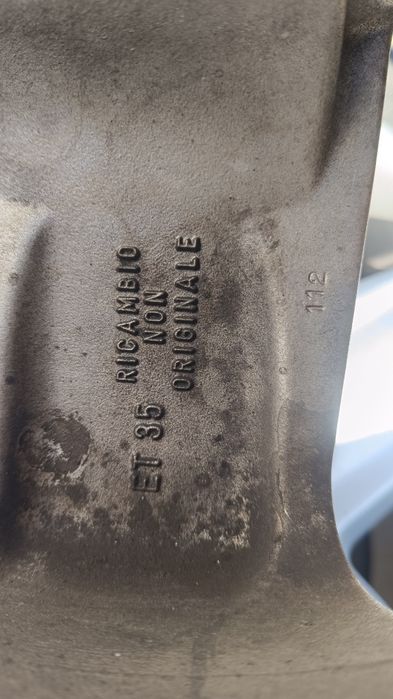 RICAMBIO
NON
ORIGINALE
ET 35
112